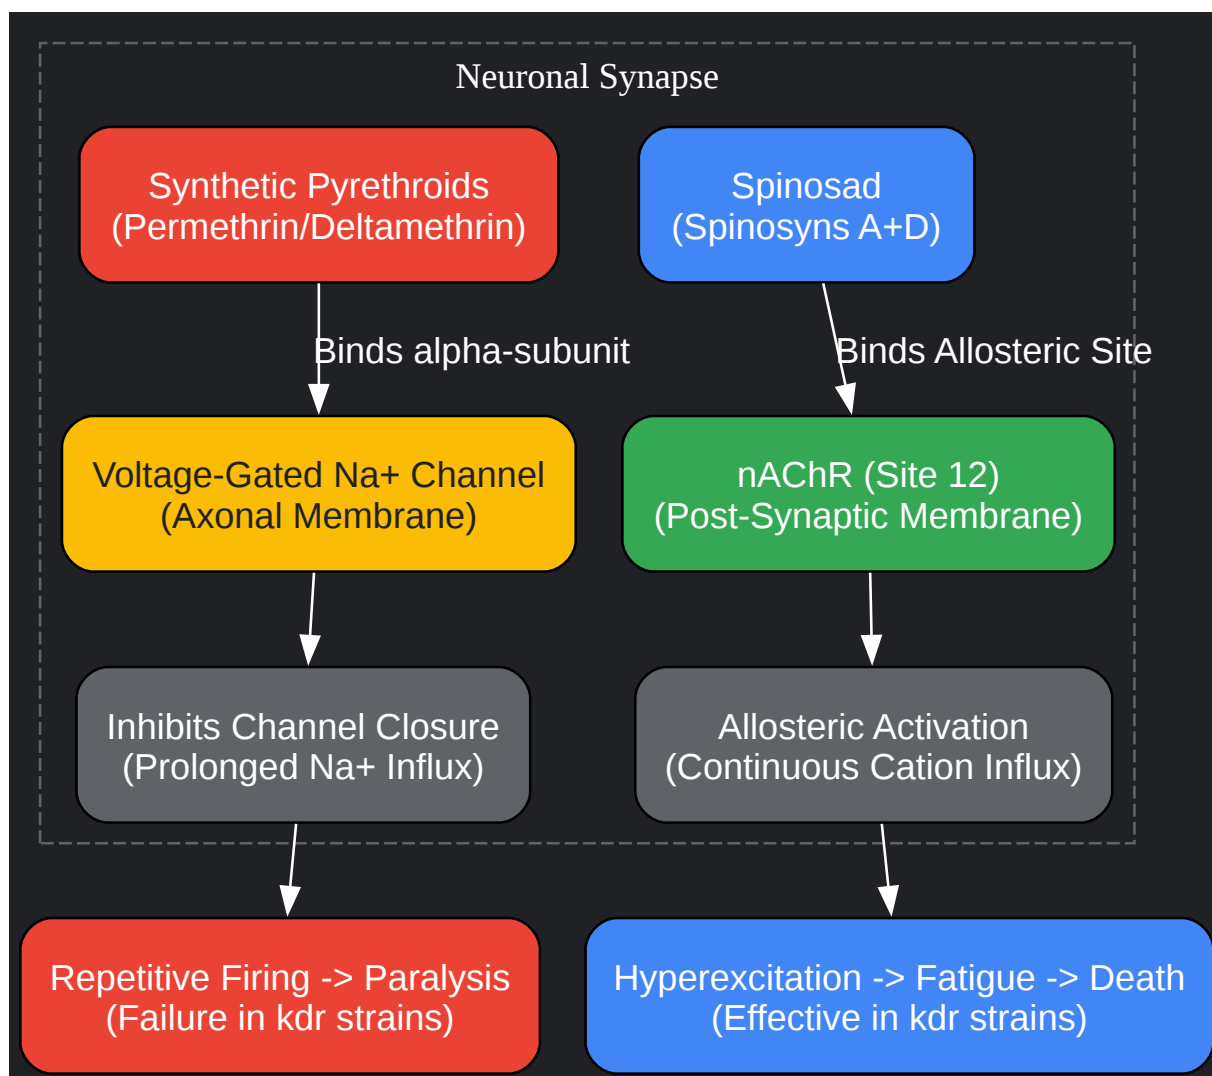 Neuronal Synapse
Synthetic Pyrethroids
(Permethrin/Deltamethrin)
Spinosad
(Spinosyns A+D)
Binds alpha-subunit
Binds Allosteric Site
Voltage-Gated Na+ Channel
(Axonal Membrane)
nAChR (Site 12)
(Post-Synaptic Membrane)
Inhibits Channel Closure
(Prolonged Na+ Influx)
Allosteric Activation
(Continuous Cation Influx)
Repetitive Firing -> Paralysis
(Failure in kdr strains)
Hyperexcitation -> Fatigue -> Death
(Effective in kdr strains)